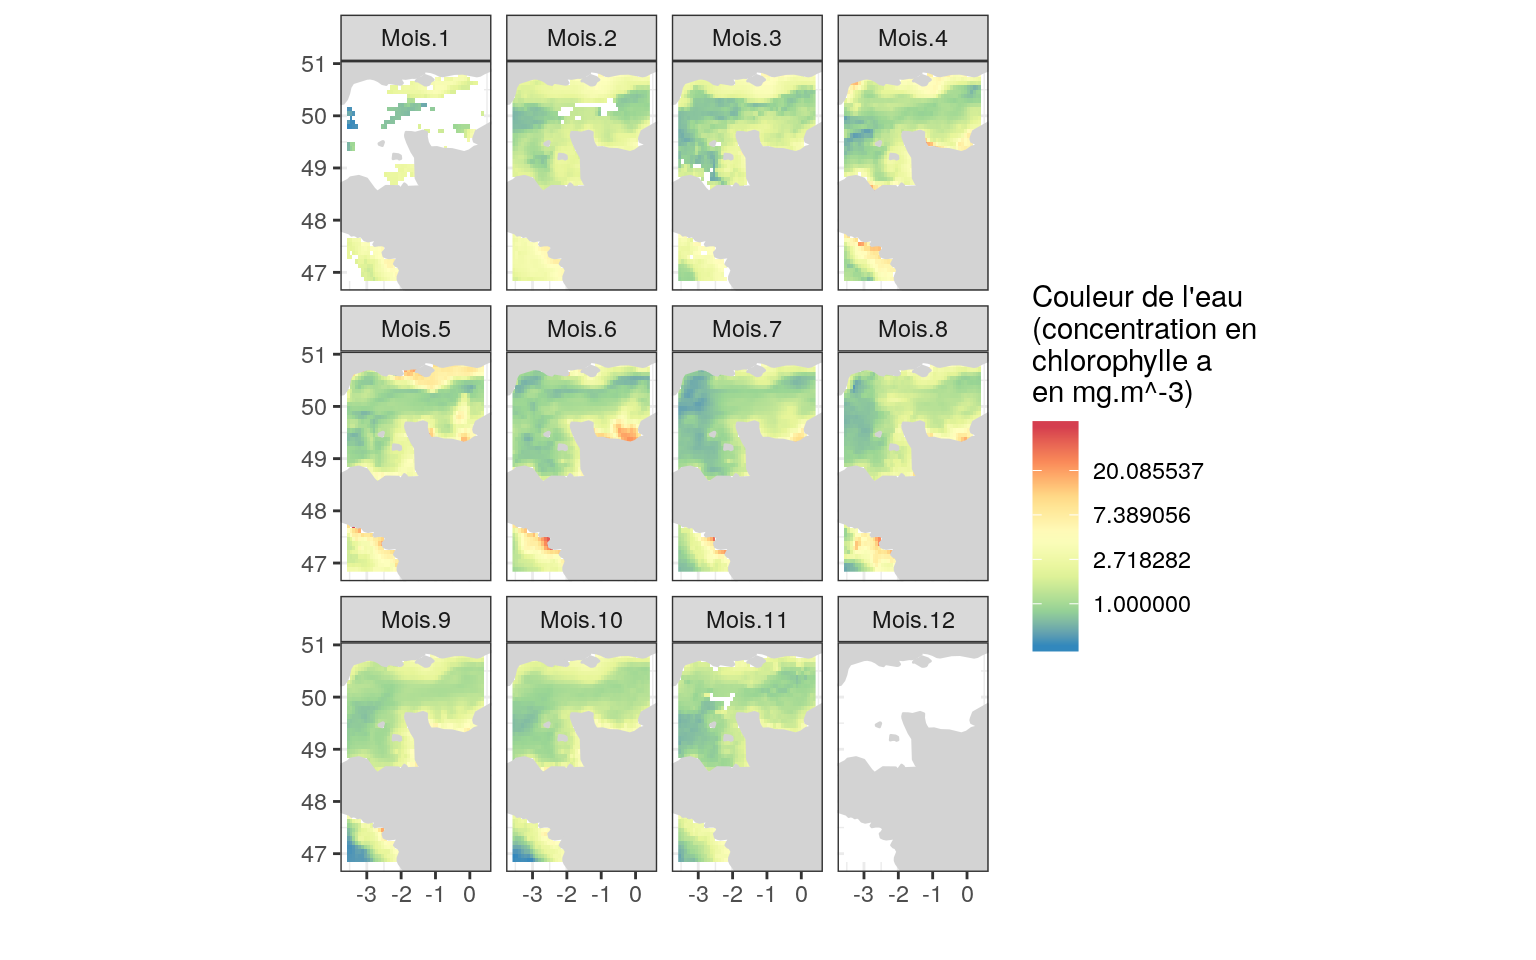 Mois.1 Mois.2 Mois.3 Mois.4
51
50
49
48
47
Mois.5 Mois.6 Mois.7 Mois.8
51
50
49
48
47
Mois.9 Mois.10 Mois.11 Mois.12
51
50
49
48
47
-3 -2 -1 0 -3 -2 -1 0 -3 -2 -1 0 -3 -2 -1 0
Couleur de l'eau
(concentration en
chlorophylle a
en mg.m^-3)
20.085537
7.389056
2.718282
1.000000